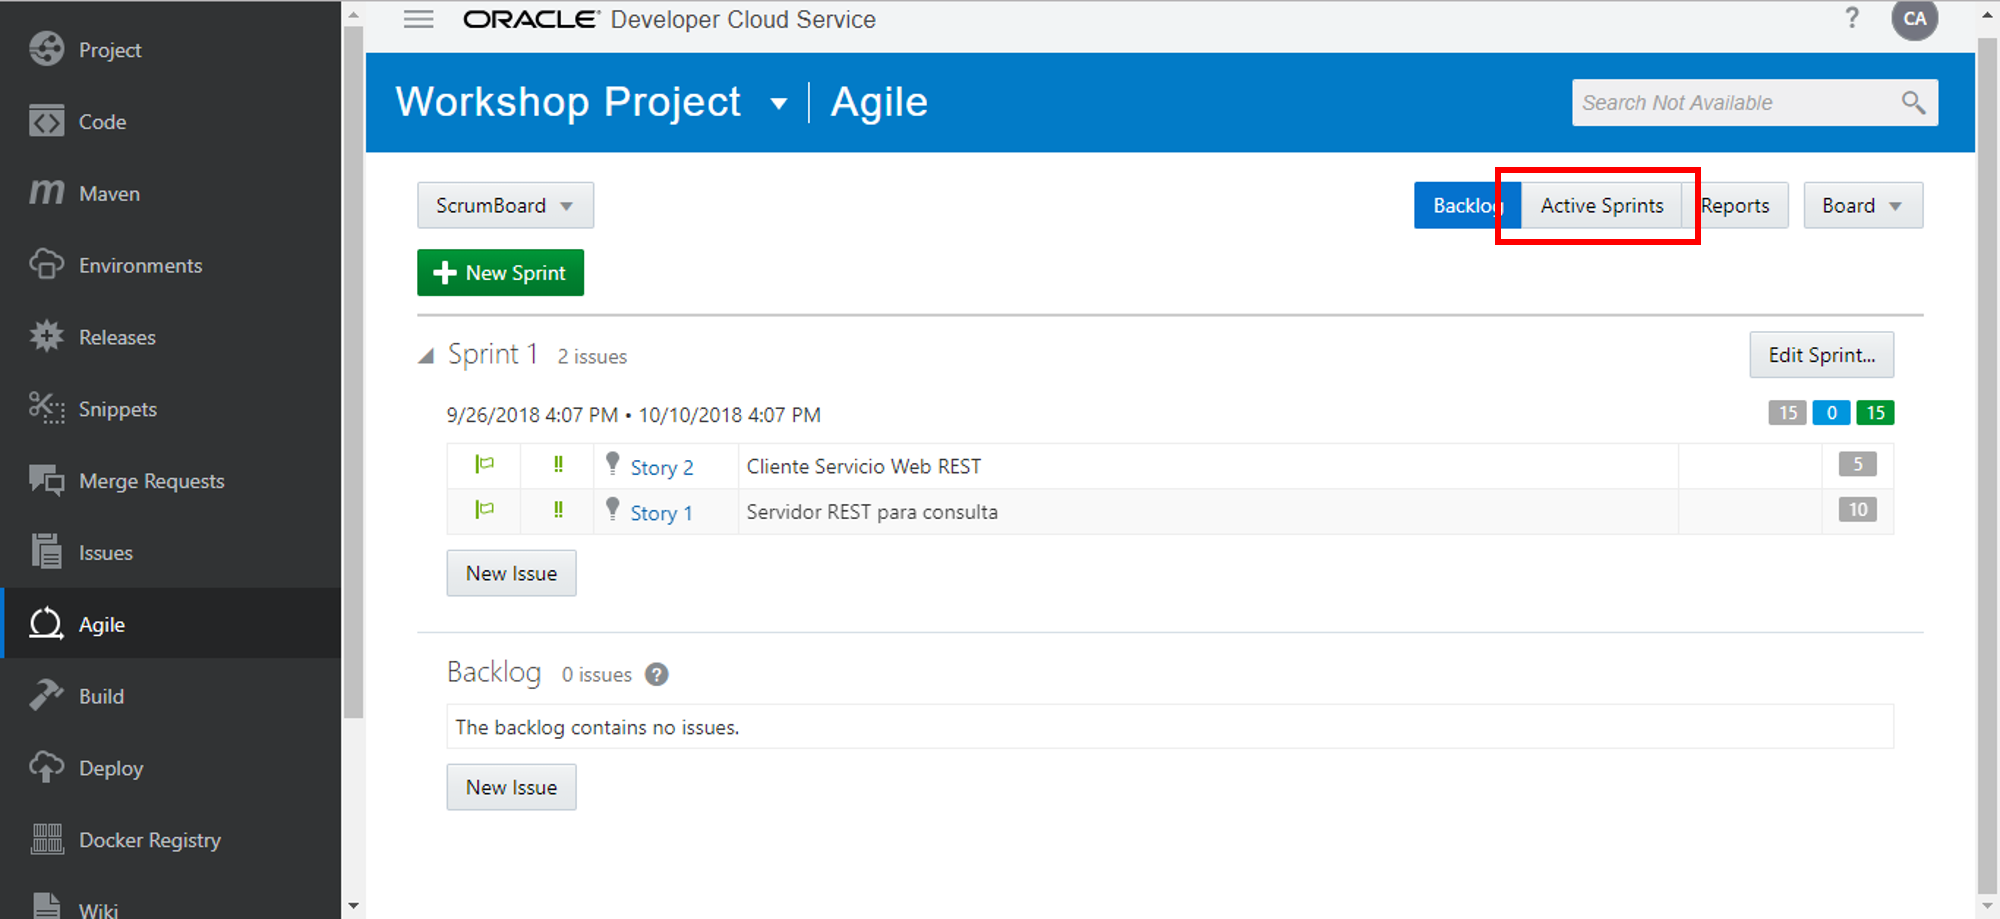 Project
Code
Maven
Environments
Releases
Snippets
Merge Requests
Issues
Agile
Build
Deploy
Docker Registry
Wiki
ORACLE® Developer Cloud Service
? CA
Workshop Project | Agile
Search Not Available
ScrumBoard
Backlog Active Sprints Reports Board
New Sprint
Sprint 1 2 issues
Edit Sprint...
9/26/2018 4:07 PM • 10/10/2018 4:07 PM
15 0 15
!! Story 2 Cliente Servicio Web REST 5
!! Story 1 Servidor REST para consulta 10
New Issue
Backlog 0 issues ?
The backlog contains no issues.
New Issue